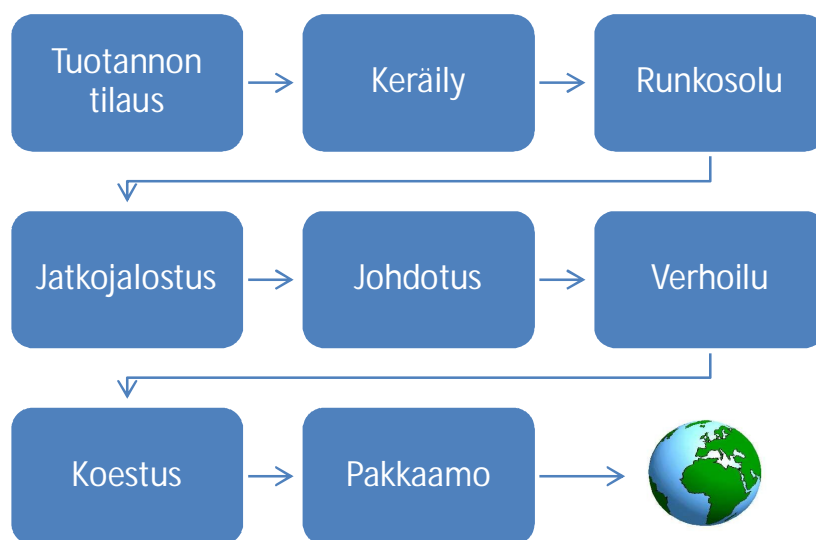 Tuotannon
tilaus
Keräily
Runkosolu
Jatkojalostus
Johdotus
Verhoilu
Koestus
Pakkaamo